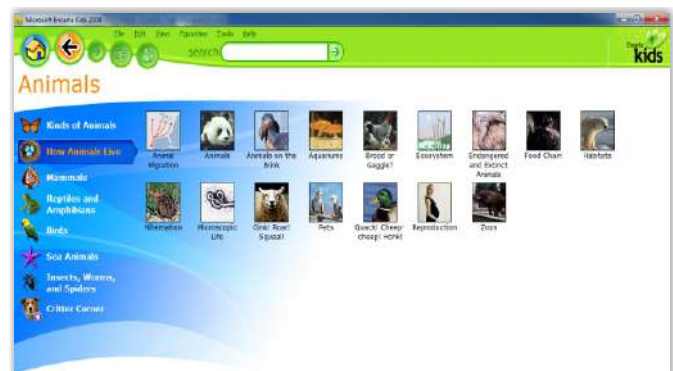 Microsoft Encarta Kids 2008
File Edit View Favorites Tools Help
search
Encarta
kids
Animals
Kinds of Animals
How Animals Live
Mammals
Reptiles and
Amphibians
Birds
Sea Animals
Insects, Worms,
and Spiders
Critter Corner
Animal
Migration
Animals
Animals on the
Brink
Aquariums
Brood or
Gaggle?
Ecosystem
Endangered
and Extinct
Animals
Food Chain
Habitats
Hibernation
Microscopic
Life
Oink! Roar!
Squeal!
Pets
Quack! Cheep-
cheep! Honk!
Reproduction
Zoos